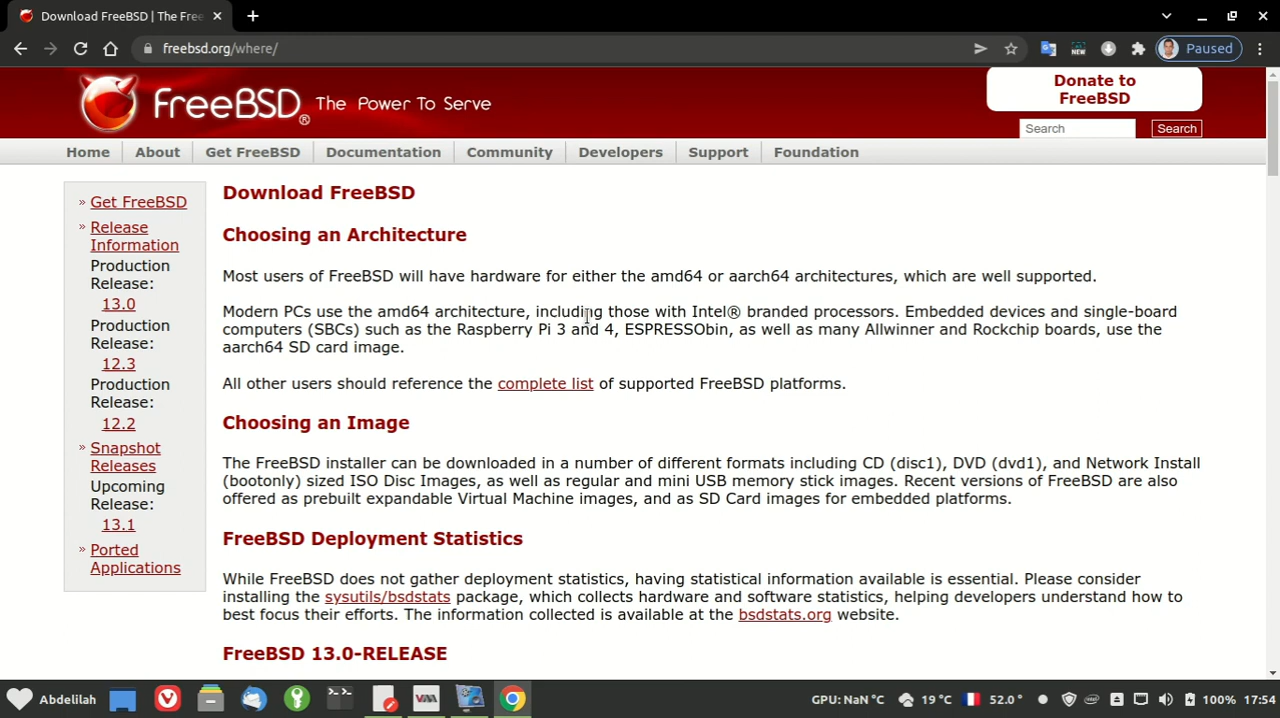 Download FreeBSD | The Free
freebsd.org/where/
NEW
Paused
FreeBSD® The Power To Serve
Donate to
FreeBSD
Search
Search
Home
About
Get FreeBSD
Documentation
Community
Developers
Support
Foundation
» Get FreeBSD
» Release
Information
Production
Release:
13.0
Production
Release:
12.3
Production
Release:
12.2
» Snapshot
Releases
Upcoming
Release:
13.1
» Ported
Applications
Download FreeBSD
Choosing an Architecture
Most users of FreeBSD will have hardware for either the amd64 or aarch64 architectures, which are well supported.
Modern PCs use the amd64 architecture, including those with Intel® branded processors. Embedded devices and single-board
computers (SBCs) such as the Raspberry Pi 3 and 4, ESPRESSObin, as well as many Allwinner and Rockchip boards, use the
aarch64 SD card image.
All other users should reference the complete list of supported FreeBSD platforms.
Choosing an Image
The FreeBSD installer can be downloaded in a number of different formats including CD (disc1), DVD (dvd1), and Network Install
(bootonly) sized ISO Disc Images, as well as regular and mini USB memory stick images. Recent versions of FreeBSD are also
offered as prebuilt expandable Virtual Machine images, and as SD Card images for embedded platforms.
FreeBSD Deployment Statistics
While FreeBSD does not gather deployment statistics, having statistical information available is essential. Please consider
installing the sysutils/bsdstats package, which collects hardware and software statistics, helping developers understand how to
best focus their efforts. The information collected is available at the bsdstats.org website.
FreeBSD 13.0-RELEASE
Abdelilah
GPU: NaN °C
19 °C
52.0 °
100%
17:54